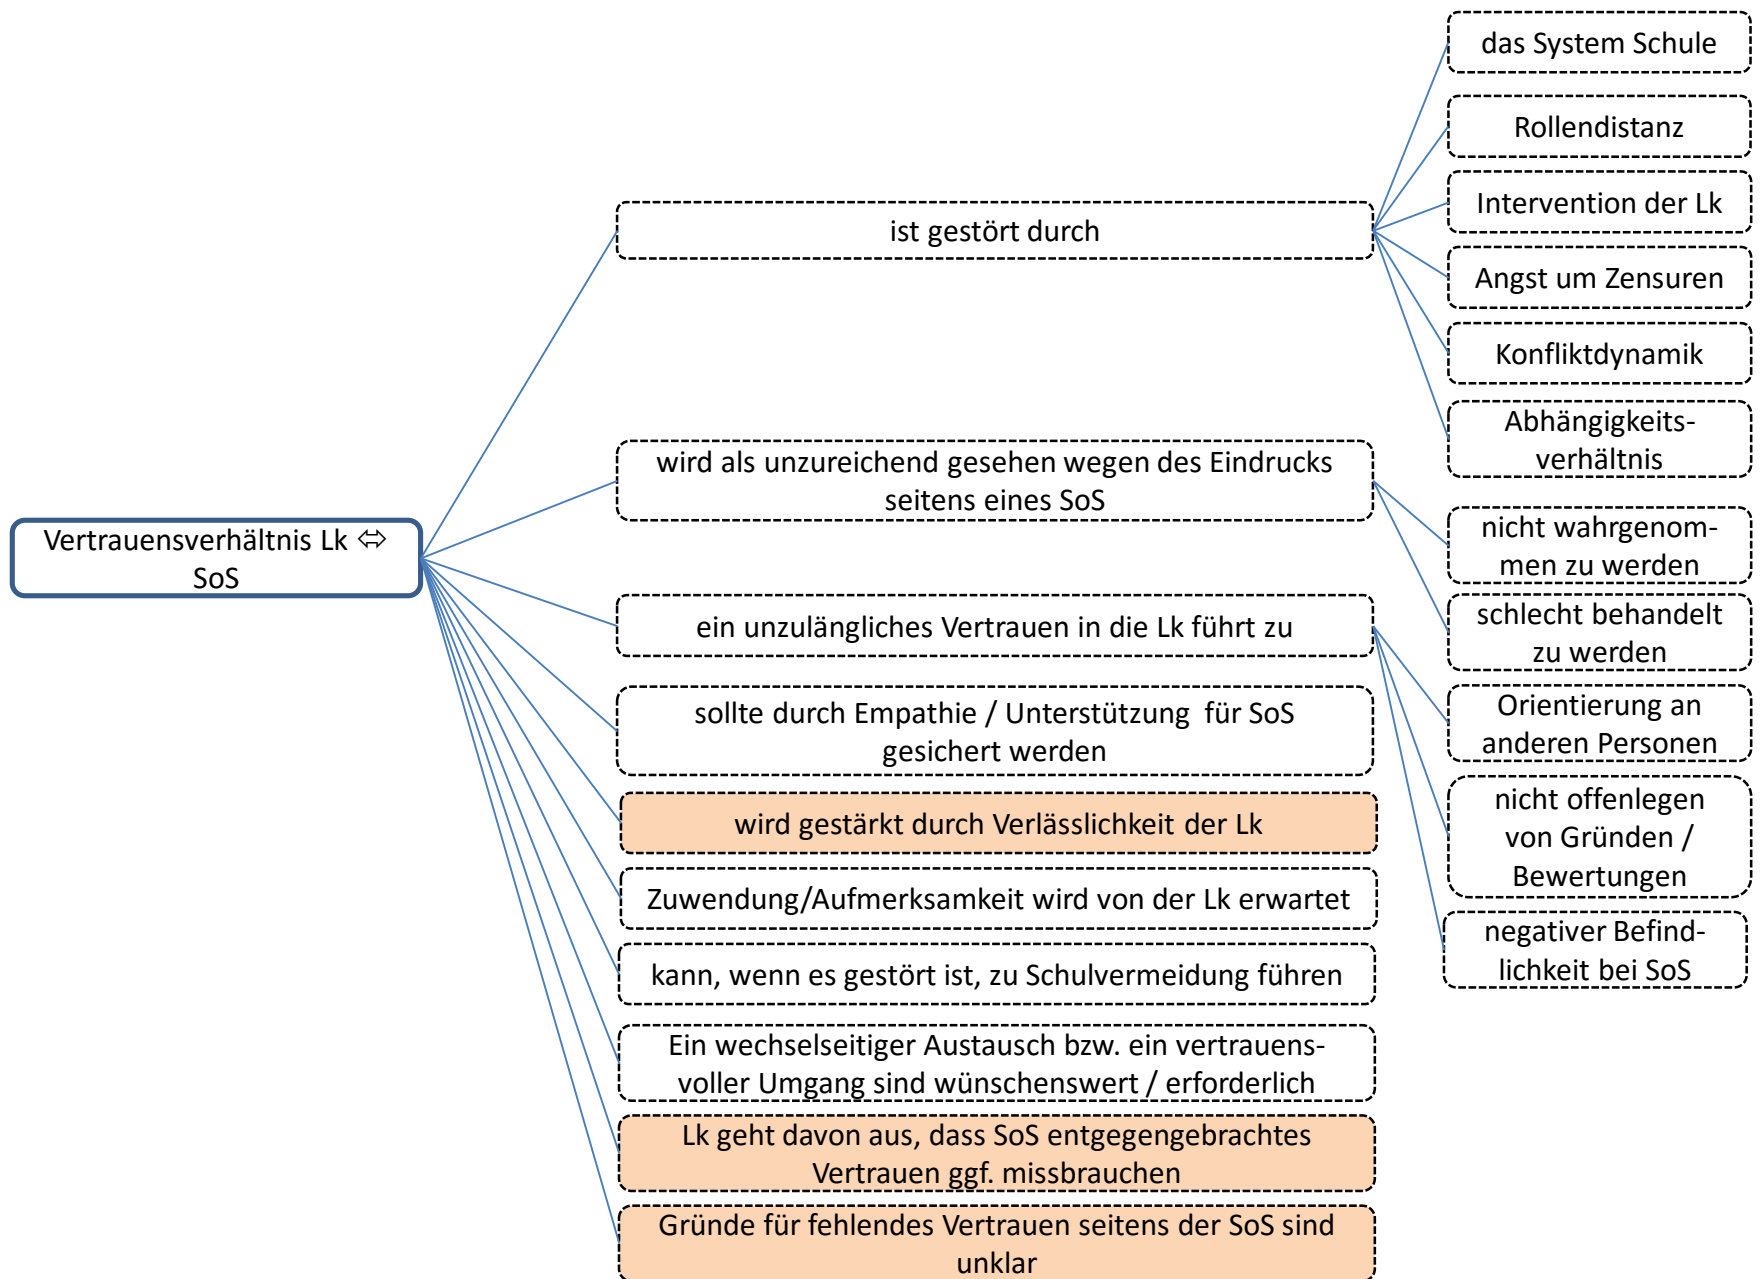 Vertrauensverhältnis Lk ⇔
SoS
ist gestört durch
das System Schule
Rollendistanz
Intervention der Lk
Angst um Zensuren
Konfliktdynamik
Abhängigkeits-
verhältnis
wird als unzureichend gesehen wegen des Eindrucks
seitens eines SoS
nicht wahrgenom-
men zu werden
schlecht behandelt
zu werden
ein unzulängliches Vertrauen in die Lk führt zu
Orientierung an
anderen Personen
nicht offenlegen
von Gründen /
Bewertungen
negativer Befind-
lichkeit bei SoS
sollte durch Empathie / Unterstützung für SoS
gesichert werden
wird gestärkt durch Verlässlichkeit der Lk
Zuwendung/Aufmerksamkeit wird von der Lk erwartet
kann, wenn es gestört ist, zu Schulvermeidung führen
Ein wechselseitiger Austausch bzw. ein vertrauens-
voller Umgang sind wünschenswert / erforderlich
Lk geht davon aus, dass SoS entgegengebrachtes
Vertrauen ggf. missbrauchen
Gründe für fehlendes Vertrauen seitens der SoS sind
unklar